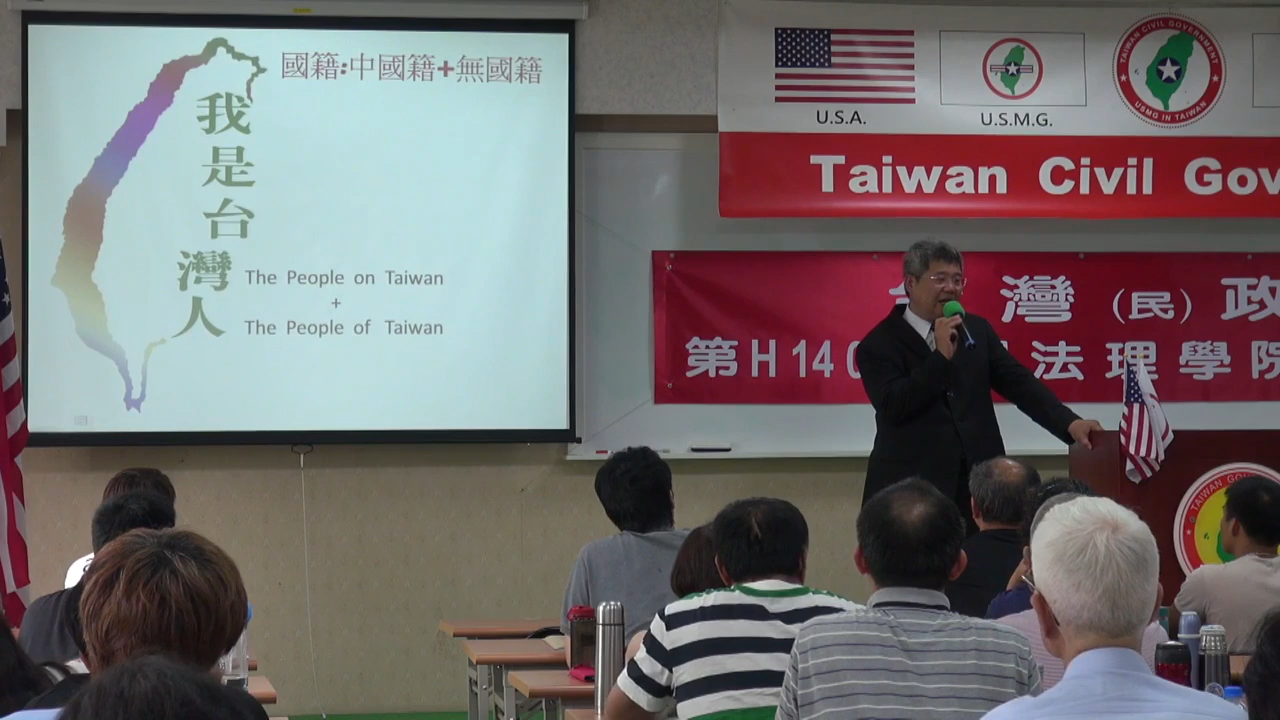 國籍:中國籍+無國籍
我是台灣人
The People on Taiwan
+
The People of Taiwan
U.S.A.
U.S.M.G.
TAIWAN CIVIL GOVERNMENT
USMG IN TAIWAN
Taiwan Civil Gov
灣(民)政
第H14
法理學院
TAIWAN GOV